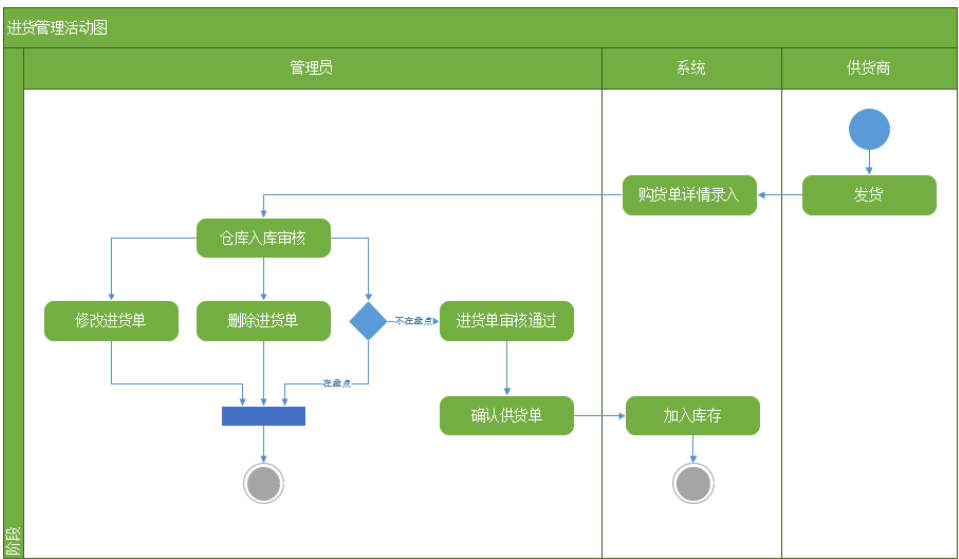 进货管理活动图
管理员
系统
供货商
购货单详情录入
发货
仓库入库审核
修改进货单
删除进货单
不在盘点
进货单审核通过
在盘点
确认供货单
加入库存
阶段